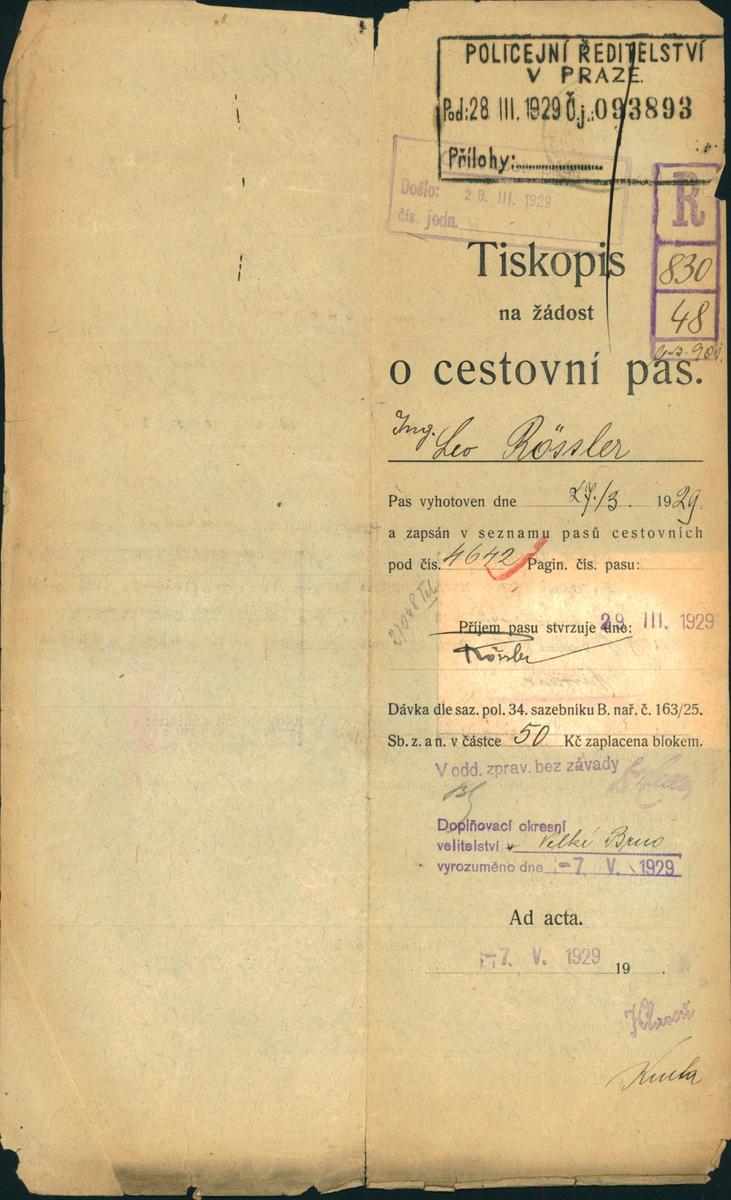 POLICEJNÍ ŘEDITELSTVÍ
V PRAZE
Pod: 28 III. 1929 Č.j.: 093893
Přílohy:
Došlo: 28. III. 1929
čís. jedn.
R
830
48
Tiskopis
na žádost
o cestovní pas.
Ing. Leo Rössler
Pas vyhotoven dne 27./3. 1929.
a zapsán v seznamu pasů cestovních
pod čís. 4642 Pagin. čís. pasu:
Příjem pasu stvrzuje dne: 29 III. 1929
Rössler
Dávka dle saz. pol. 34. sazebníku B. nař. č. 163/25.
Sb. z. a n. v částce 50 Kč zaplacena blokem.
V odd. zprav. bez závady
Doplňovací okresní
velitelství v Velké Brno
vyrozuměno dne -7. V. 1929
Ad acta.
-7. V. 1929 19